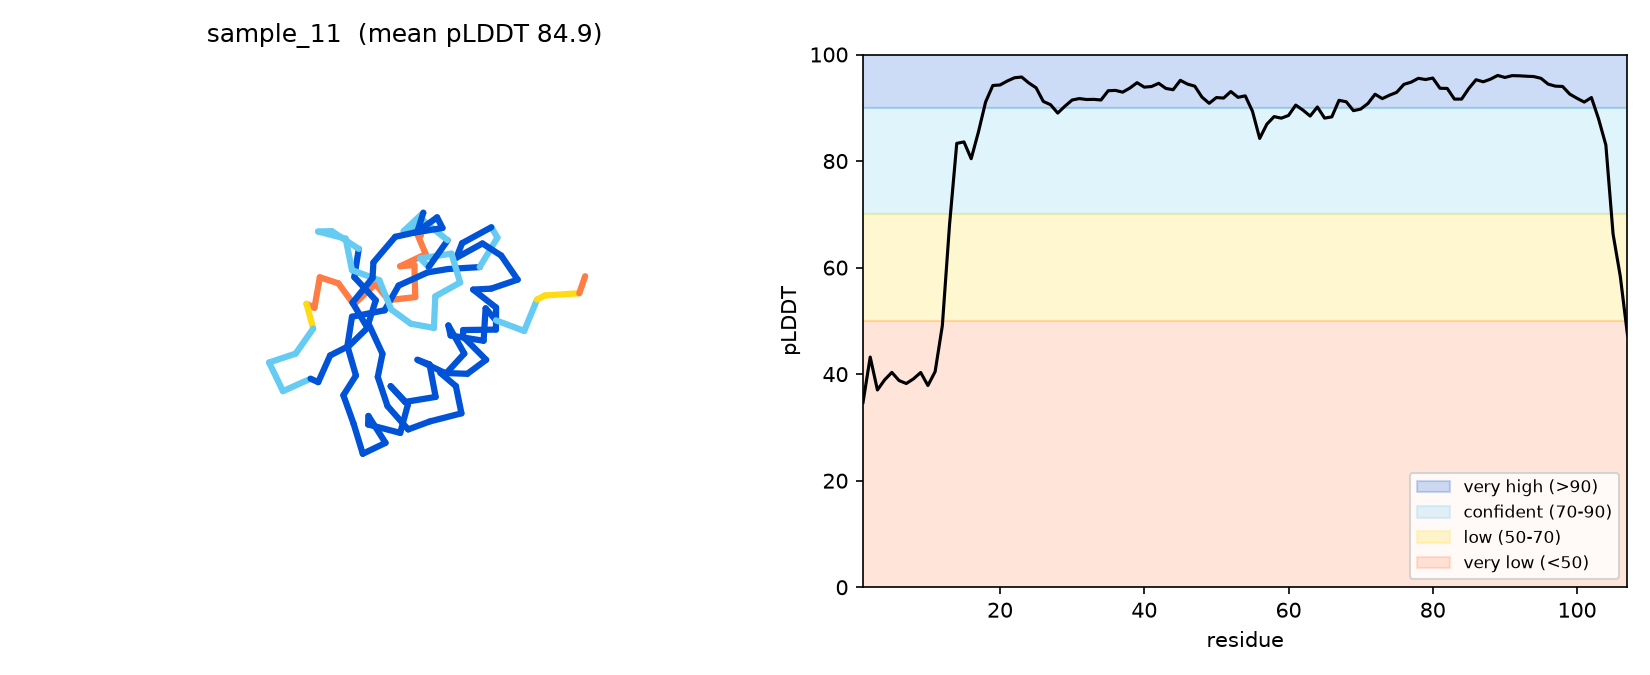 sample_11 (mean pLDDT 84.9)
100
80
60
40
20
0
pLDDT
20 40 60 80 100
residue
very high (>90)
confident (70-90)
low (50-70)
very low (<50)